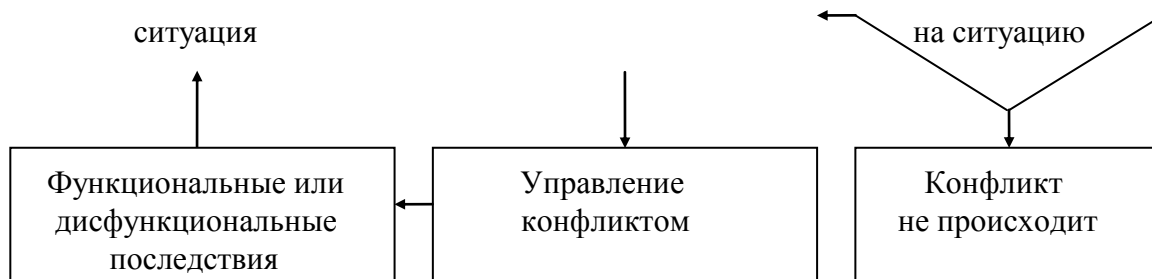 ситуация
на ситуацию
Функциональные или
дисфункциональные
последствия
Управление
конфликтом
Конфликт
не происходит